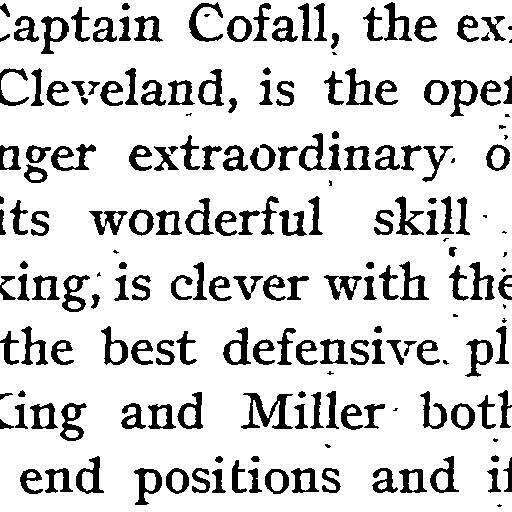 Captain Cofall, the ex-
Cleveland, is the ope
nger extraordinary o
its wonderful skill
king, is clever with the
the best defensive pl
King and Miller both
end positions and if